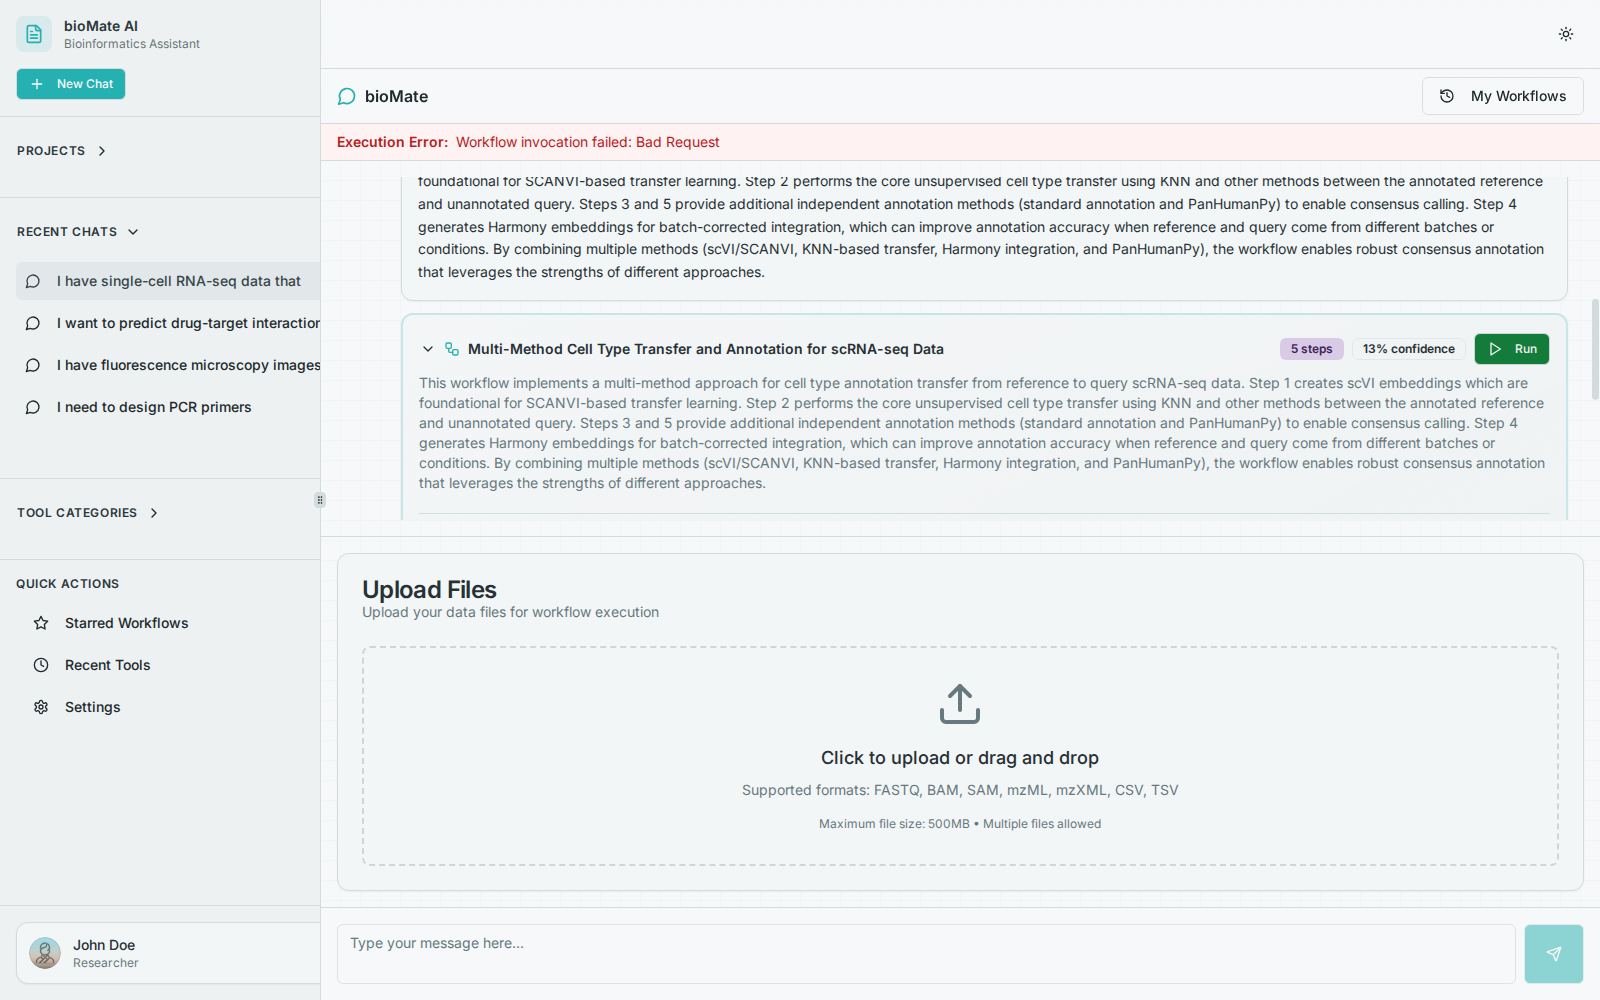 bioMate AI
Bioinformatics Assistant
New Chat
PROJECTS
RECENT CHATS
I have single-cell RNA-seq data that
I want to predict drug-target interaction
I have fluorescence microscopy images
I need to design PCR primers
TOOL CATEGORIES
QUICK ACTIONS
Starred Workflows
Recent Tools
Settings
John Doe
Researcher
bioMate
My Workflows
Execution Error: Workflow invocation failed: Bad Request
foundational for SCANVI-based transfer learning. Step 2 performs the core unsupervised cell type transfer using KNN and other methods between the annotated reference
and unannotated query. Steps 3 and 5 provide additional independent annotation methods (standard annotation and PanHumanPy) to enable consensus calling. Step 4
generates Harmony embeddings for batch-corrected integration, which can improve annotation accuracy when reference and query come from different batches or
conditions. By combining multiple methods (scVI/SCANVI, KNN-based transfer, Harmony integration, and PanHumanPy), the workflow enables robust consensus annotation
that leverages the strengths of different approaches.
Multi-Method Cell Type Transfer and Annotation for scRNA-seq Data
5 steps
13% confidence
Run
This workflow implements a multi-method approach for cell type annotation transfer from reference to query scRNA-seq data. Step 1 creates scVI embeddings which are
foundational for SCANVI-based transfer learning. Step 2 performs the core unsupervised cell type transfer using KNN and other methods between the annotated reference
and unannotated query. Steps 3 and 5 provide additional independent annotation methods (standard annotation and PanHumanPy) to enable consensus calling. Step 4
generates Harmony embeddings for batch-corrected integration, which can improve annotation accuracy when reference and query come from different batches or
conditions. By combining multiple methods (scVI/SCANVI, KNN-based transfer, Harmony integration, and PanHumanPy), the workflow enables robust consensus annotation
that leverages the strengths of different approaches.
Upload Files
Upload your data files for workflow execution
Click to upload or drag and drop
Supported formats: FASTQ, BAM, SAM, mzML, mzXML, CSV, TSV
Maximum file size: 500MB • Multiple files allowed
Type your message here...